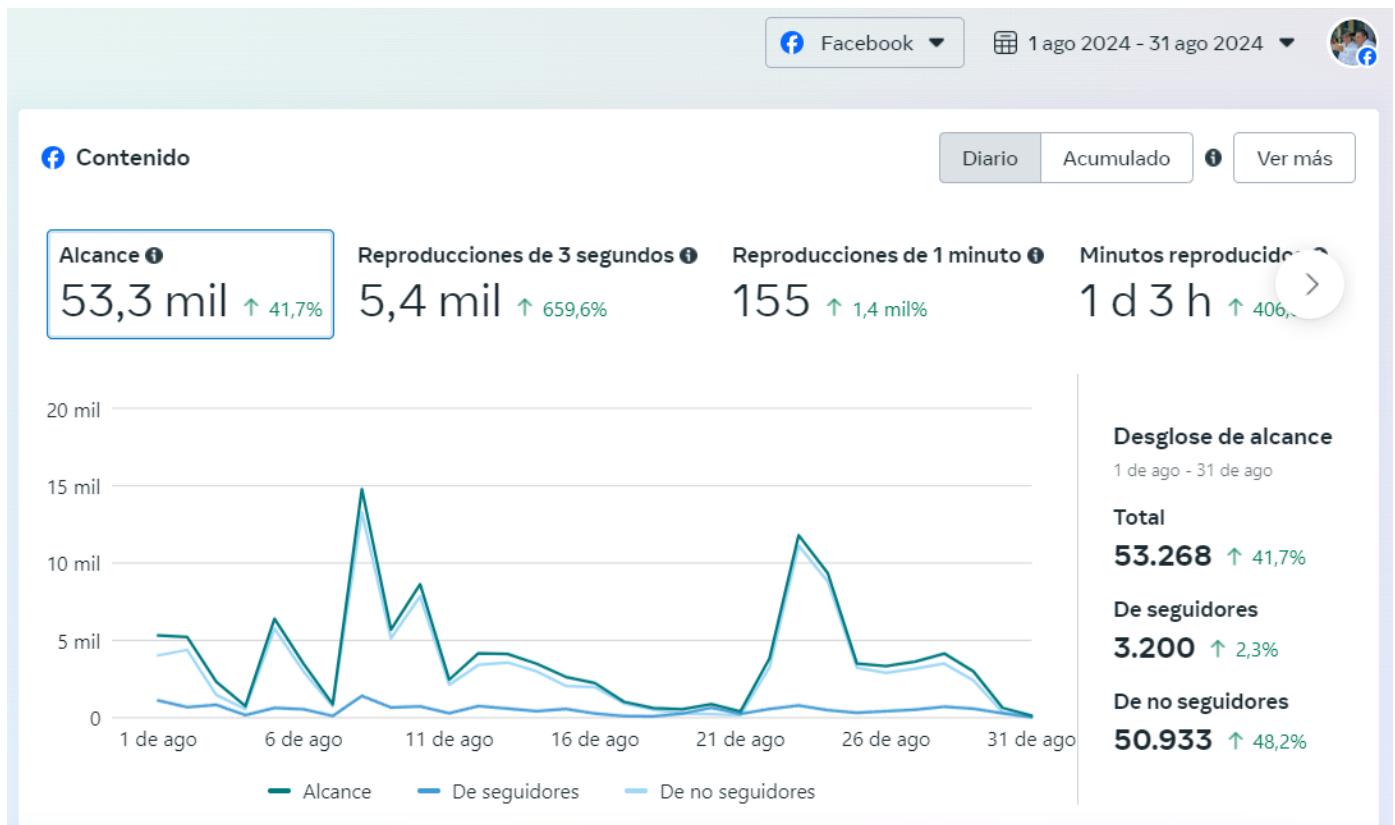 Facebook
1 ago 2024 - 31 ago 2024
Contenido
Diario
Acumulado
Ver más
Alcance
53,3 mil ↑ 41,7%
Reproducciones de 3 segundos
5,4 mil ↑ 659,6%
Reproducciones de 1 minuto
155 ↑ 1,4 mil%
Minutos
1 d 3 h ↑
20 mil
15 mil
10 mil
5 mil
0
1 de ago
6 de ago
11 de ago
16 de ago
21 de ago
26 de ago
31 de ago
Alcance
De seguidores
De no seguidores
Desglose de alcance
1 de ago - 31 de ago
Total
53.268 ↑ 41,7%
De seguidores
3.200 ↑ 2,3%
De no seguidores
50.933 ↑ 48,2%